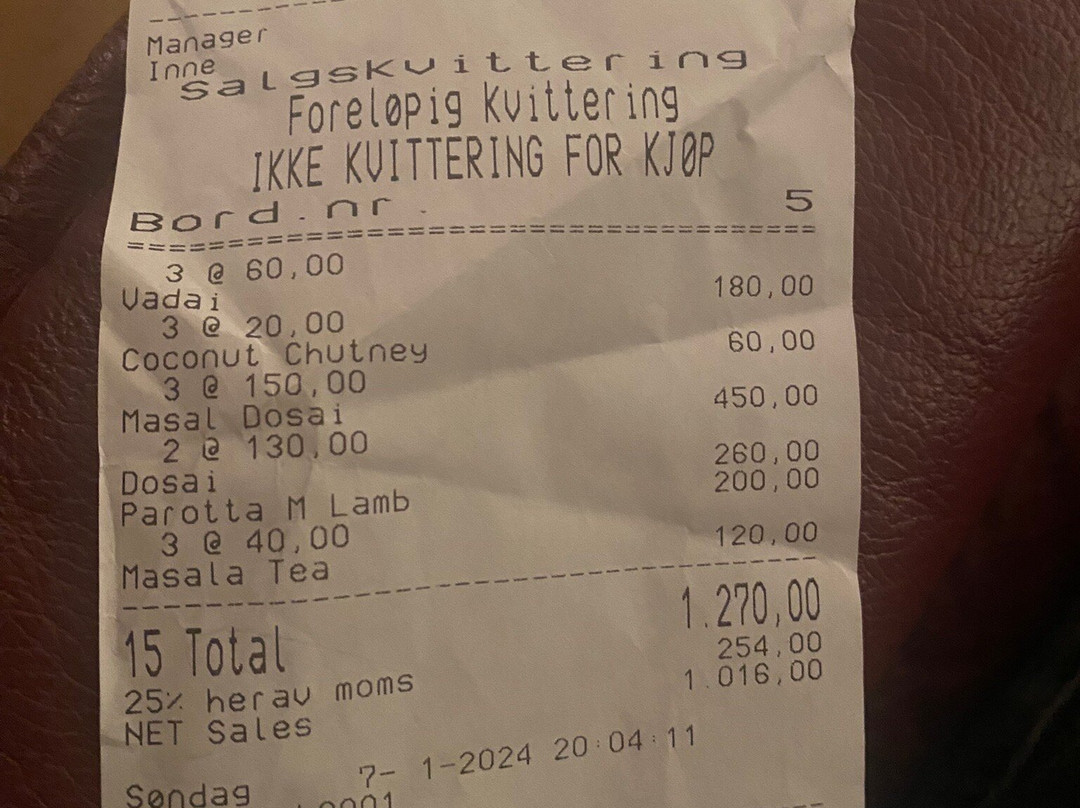 Manager
Inne
Salgskvittering
Foreløpig Kvittering
IKKE KVITTERING FOR KJØP
Bord.nr. 5
3 @ 60,00
Vadai 180,00
3 @ 20,00
Coconut Chutney 60,00
3 @ 150,00
Masal Dosai 450,00
2 @ 130,00
Dosai 260,00
Parotta M Lamb 200,00
3 @ 40,00
Masala Tea 120,00
15 Total 1.270,00
25% herav moms 254,00
NET Sales 1.016,00
Søndag 7- 1-2024 20:04:11